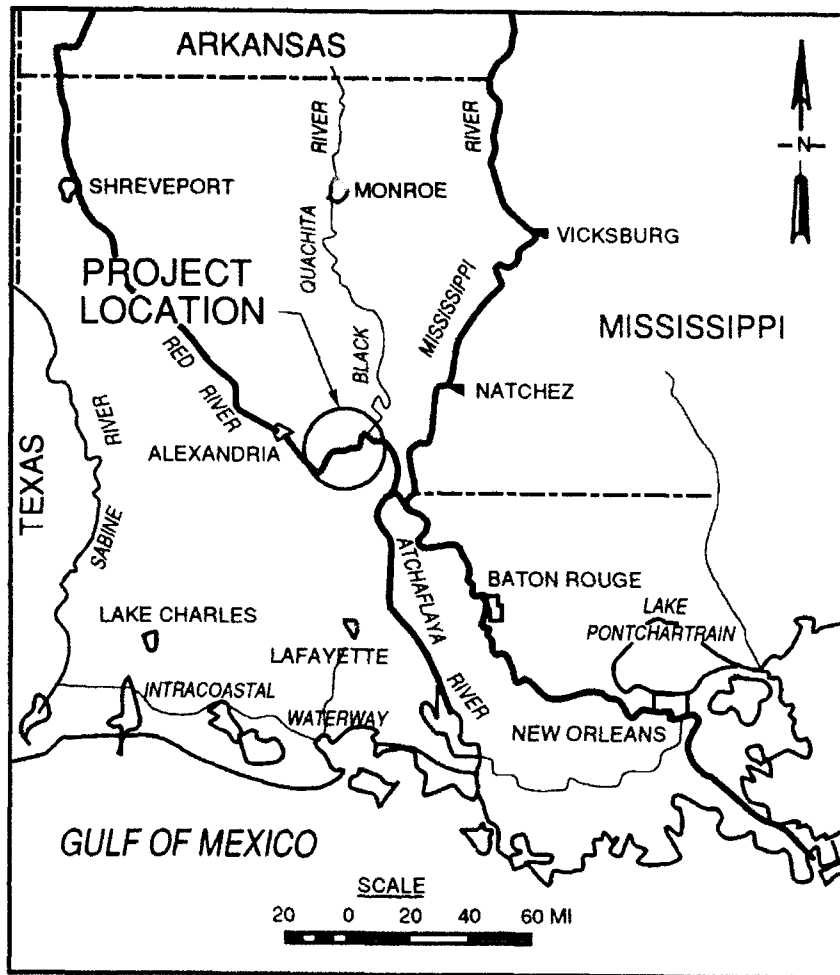 ARKANSAS
RIVER
RIVER
N
SHREVEPORT
MONROE
QUACHITA
VICKSBURG
PROJECT
LOCATION
MISSISSIPPI
MISSISSIPPI
BLACK
RED
RIVER
NATCHEZ
ALEXANDRIA
TEXAS
RIVER
SABINE
ATCHAFLAYA
RIVER
BATON ROUGE
LAKE
PONTCHARTRAIN
LAKE CHARLES
LAFAYETTE
INTRACOASTAL
WATERWAY
NEW ORLEANS
GULF OF MEXICO
SCALE
20 0 20 40 60 MI